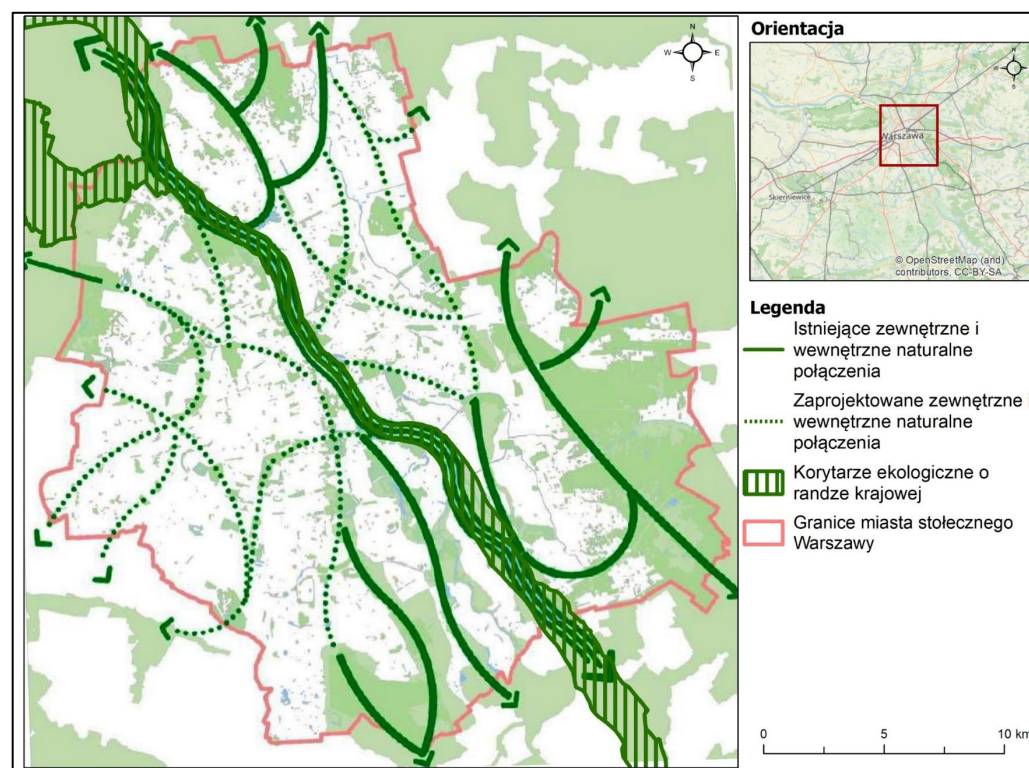 N
W E
S
Orientacja
N
Warszawa
Skierniewice
© OpenStreetMap (and)
contributors, CC-BY-SA
Legenda
Istniejące zewnętrzne i
wewnętrzne naturalne
połączenia
Zaprojektowane zewnętrzne i
wewnętrzne naturalne
połączenia
Korytarze ekologiczne o
randze krajowej
Granice miasta stołecznego
Warszawy
0 5 10 km